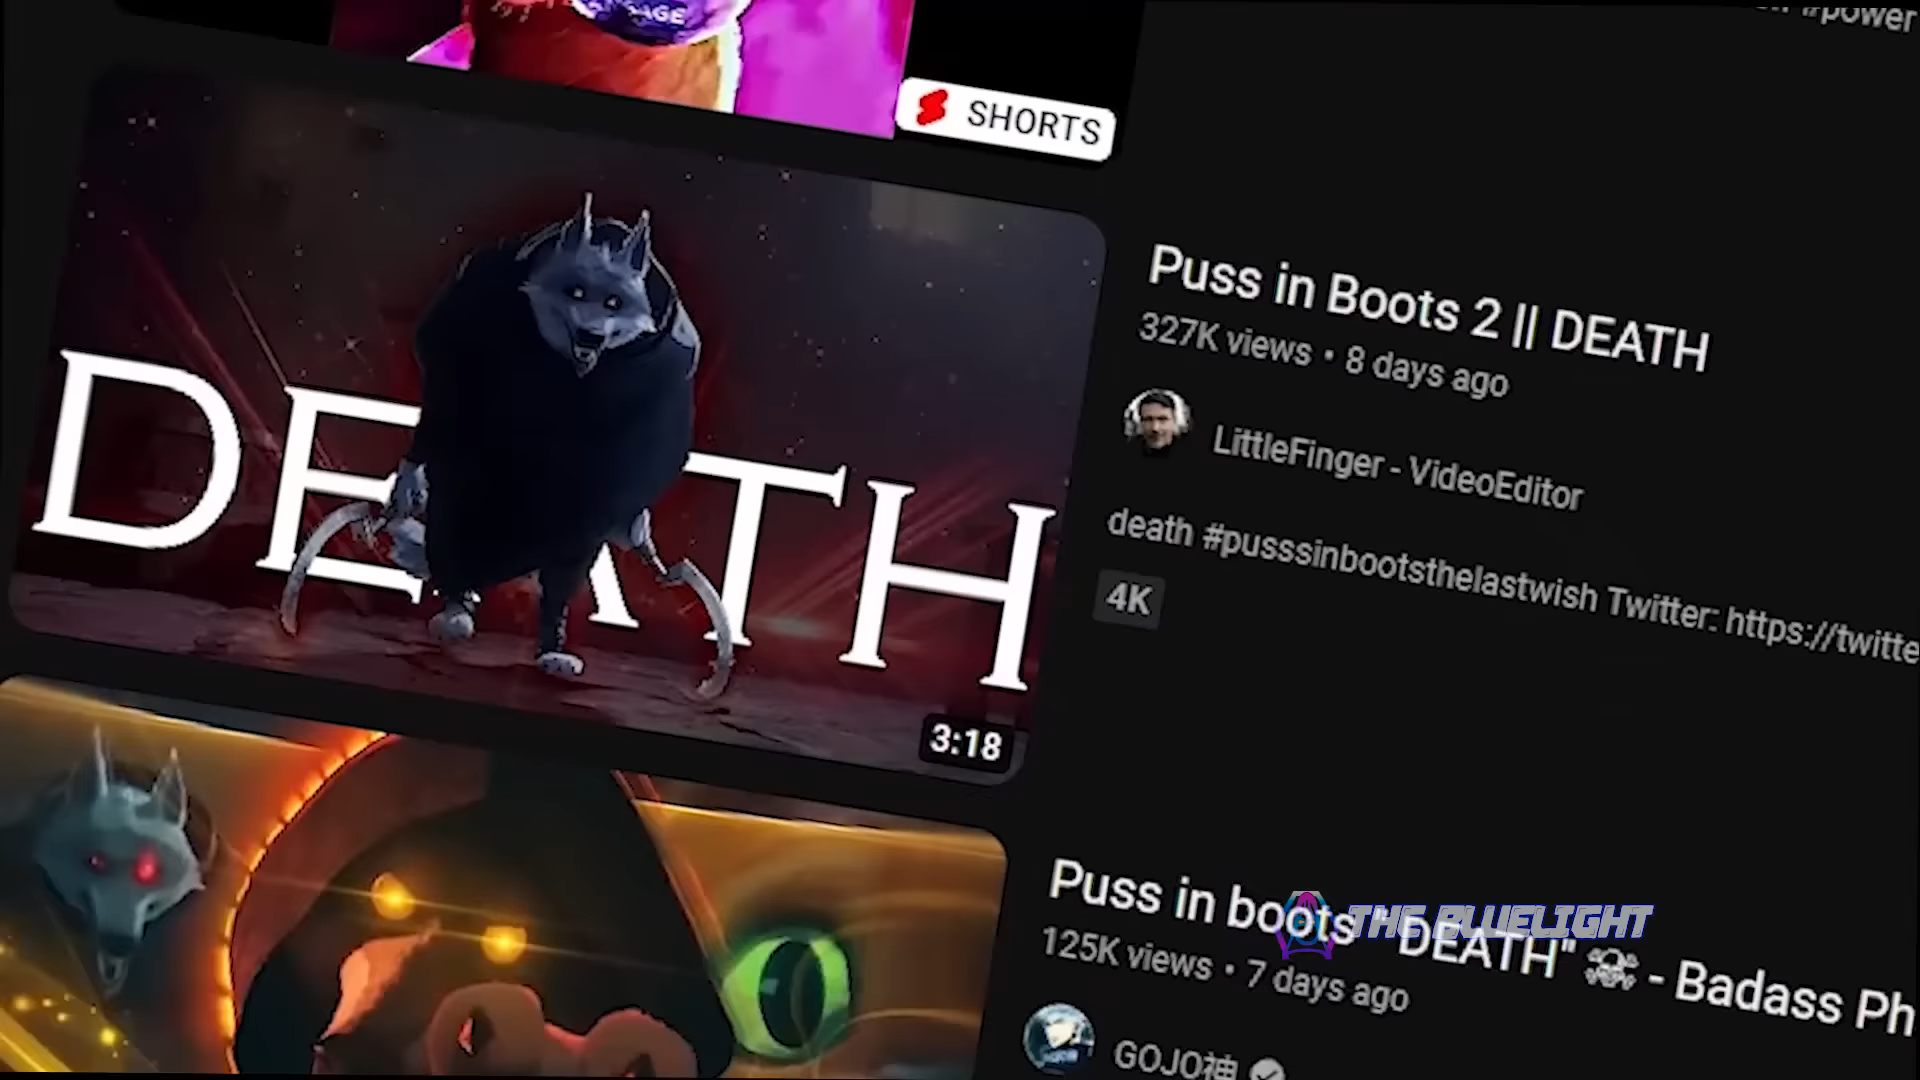 AGE
#power
SHORTS
DEATH
3:18
Puss in Boots 2 || DEATH
327K views • 8 days ago
LittleFinger - VideoEditor
death #pusssinbootsthelastwish Twitter: https://twitte
4K
Puss in boots "DEATH" ☠ - Badass Ph
THE BLUELIGHT
125K views • 7 days ago
GOJO神